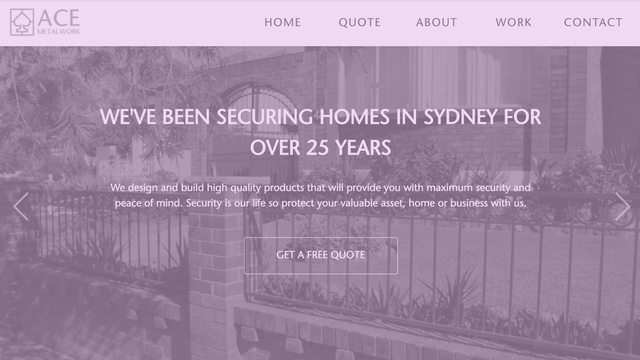 ACE
METALWORK
HOME QUOTE ABOUT WORK CONTACT
WE'VE BEEN SECURING HOMES IN SYDNEY FOR
OVER 25 YEARS
We design and build high quality products that will provide you with maximum security and
peace of mind. Security is our life so protect your valuable asset, home or business with us.
GET A FREE QUOTE